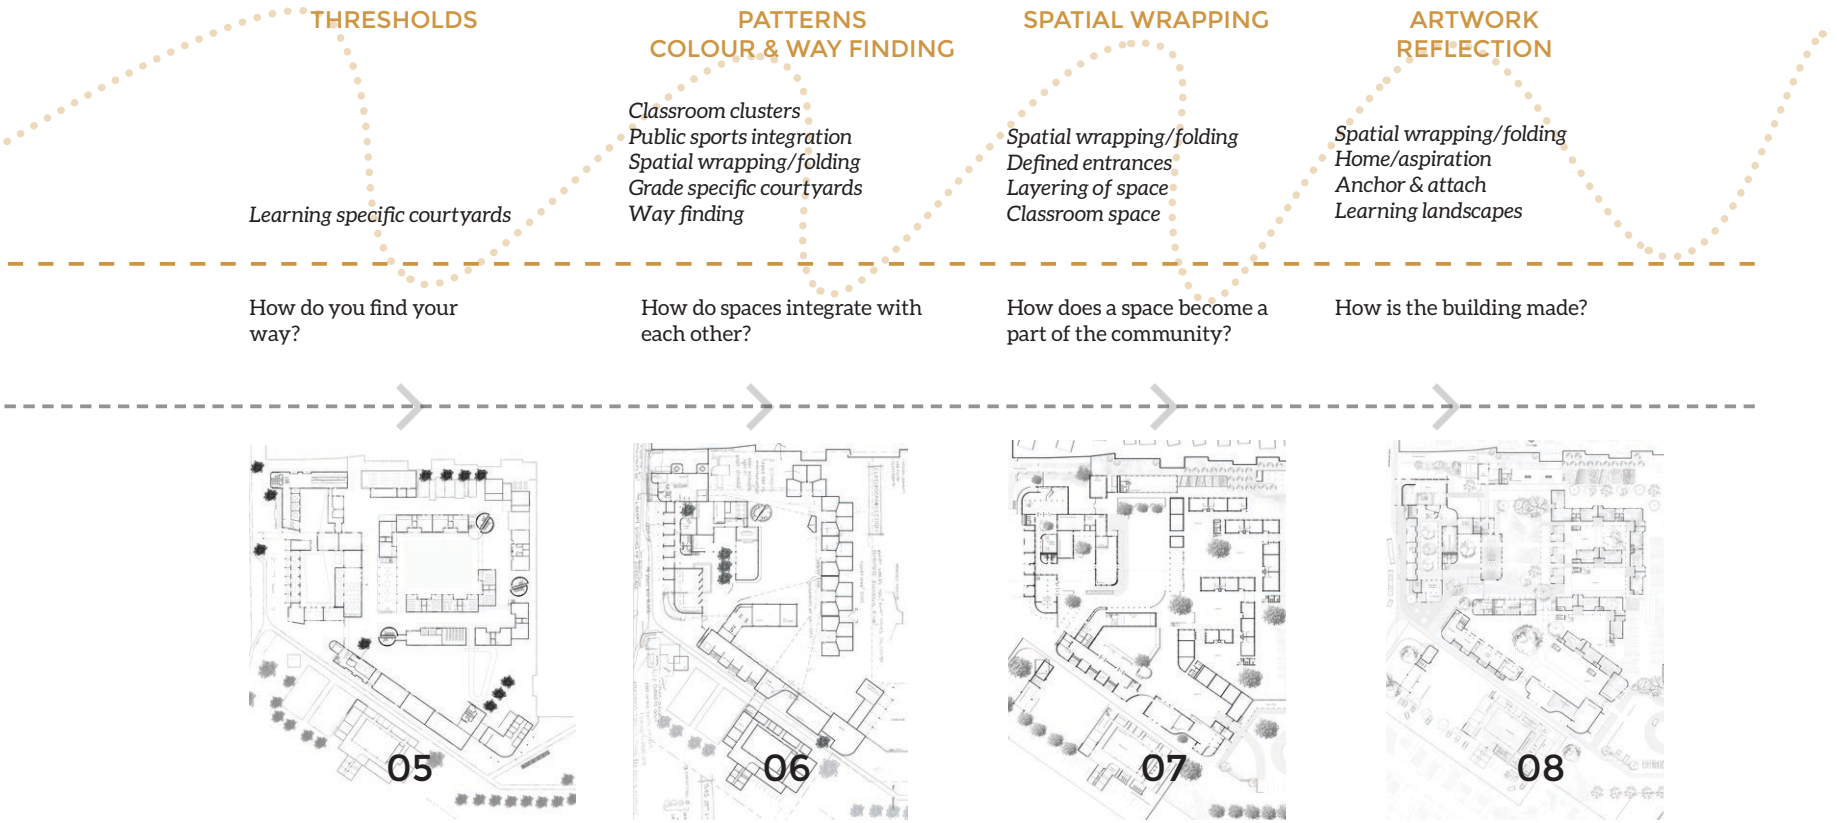 THRESHOLDS
Learning specific courtyards
How do you find your
way?
05
PATTERNS
COLOUR & WAY FINDING
Classroom clusters
Public sports integration
Spatial wrapping/folding
Grade specific courtyards
Way finding
How do spaces integrate with
each other?
06
SPATIAL WRAPPING
Spatial wrapping/folding
Defined entrances
Layering of space
Classroom space
How does a space become a
part of the community?
07
ARTWORK
REFLECTION
Spatial wrapping/folding
Home/aspiration
Anchor & attach
Learning landscapes
How is the building made?
08